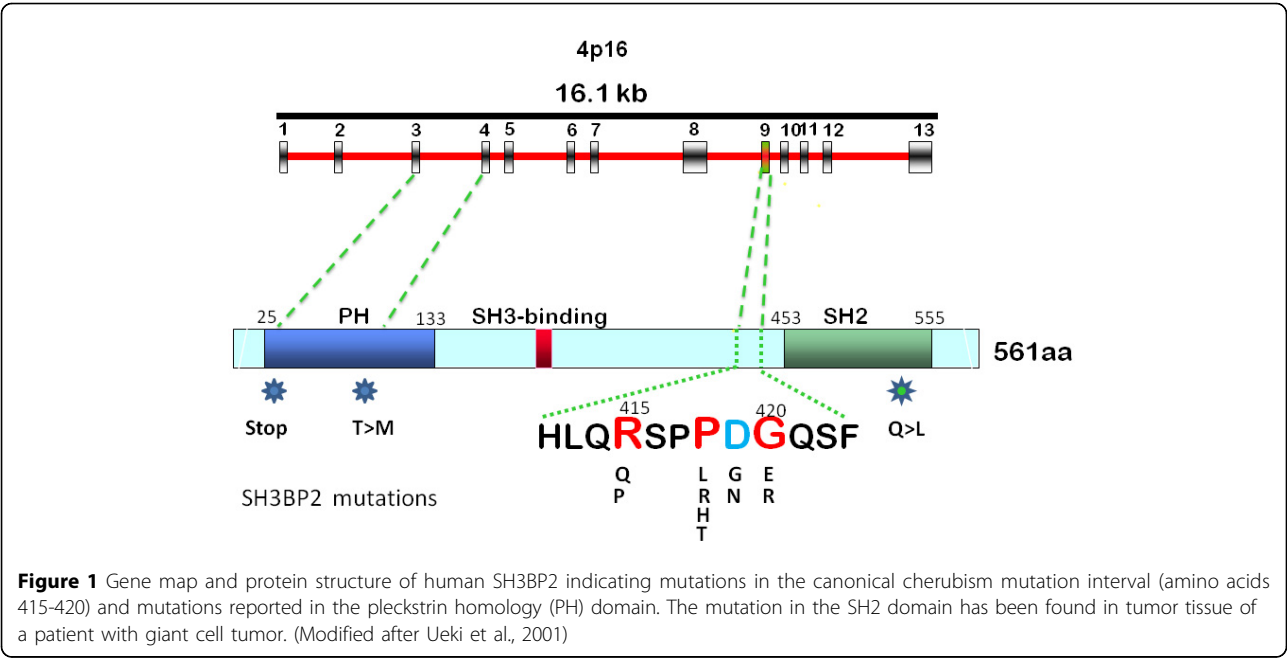 4p16
16.1 kb
1 2 3 4 5 6 7 8 9 10 11 12 13
25 PH 133 SH3-binding 453 SH2 555
561aa
Stop T>M 415 420 Q>L
HLQRSPPDGQSF
Q L G E
P R N R
H
T
SH3BP2 mutations
Figure 1 Gene map and protein structure of human SH3BP2 indicating mutations in the canonical cherubism mutation interval (amino acids
415-420) and mutations reported in the pleckstrin homology (PH) domain. The mutation in the SH2 domain has been found in tumor tissue of
a patient with giant cell tumor. (Modified after Ueki et al., 2001)